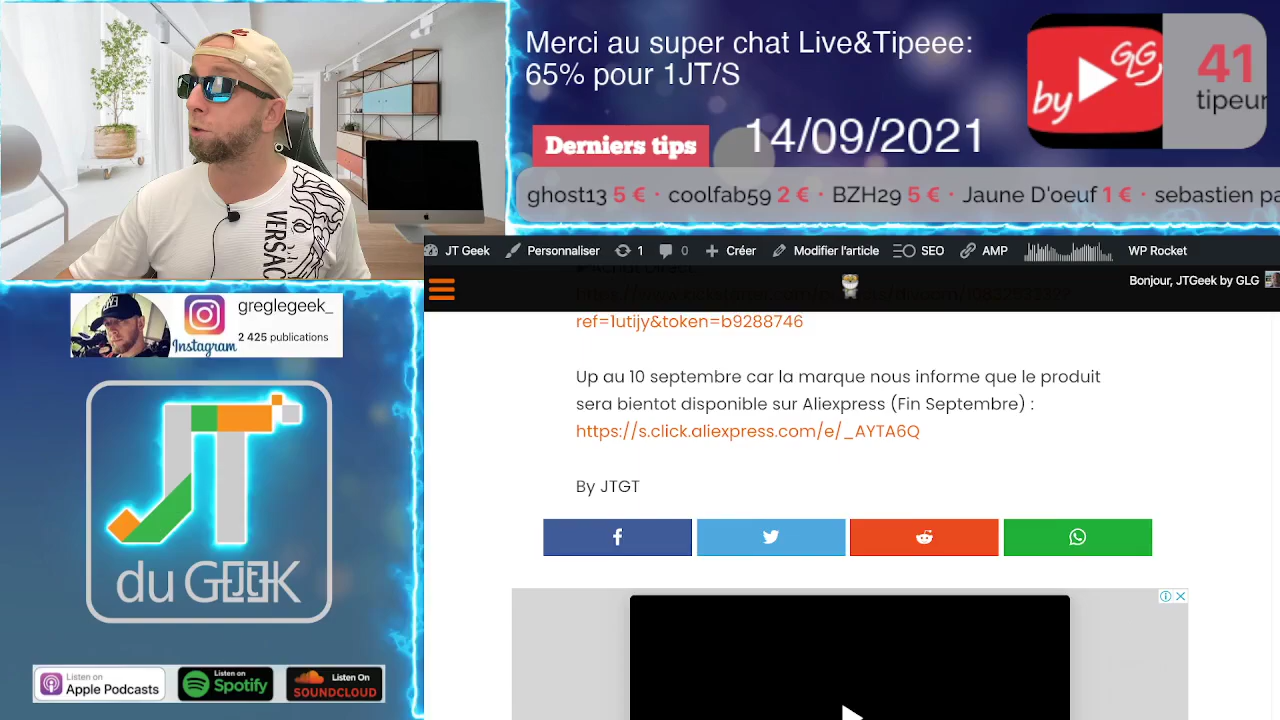 Merci au super chat Live&Tipeee:
65% pour 1JT/S
by GLG
41
tipeur
Derniers tips
14/09/2021
ghost13 5 € · coolfab59 2 € · BZH29 5 € · Jaune D'oeuf 1 € · sebastien pa
VERSAC
JT Geek
Personnaliser
1
0
Créer
Modifier l'article
SEO
AMP
WP Rocket
Bonjour, JTGeek by GLG
ref=1utijy&token=b9288746
Up au 10 septembre car la marque nous informe que le produit
sera bientot disponible sur Aliexpress (Fin Septembre) :
https://s.click.aliexpress.com/e/_AYTA6Q
By JTGT
greglegeek_
2 425 publications
Instagram
JT
du GEEK
Listen on
Apple Podcasts
Listen on
Spotify
Listen On
SOUNDCLOUD